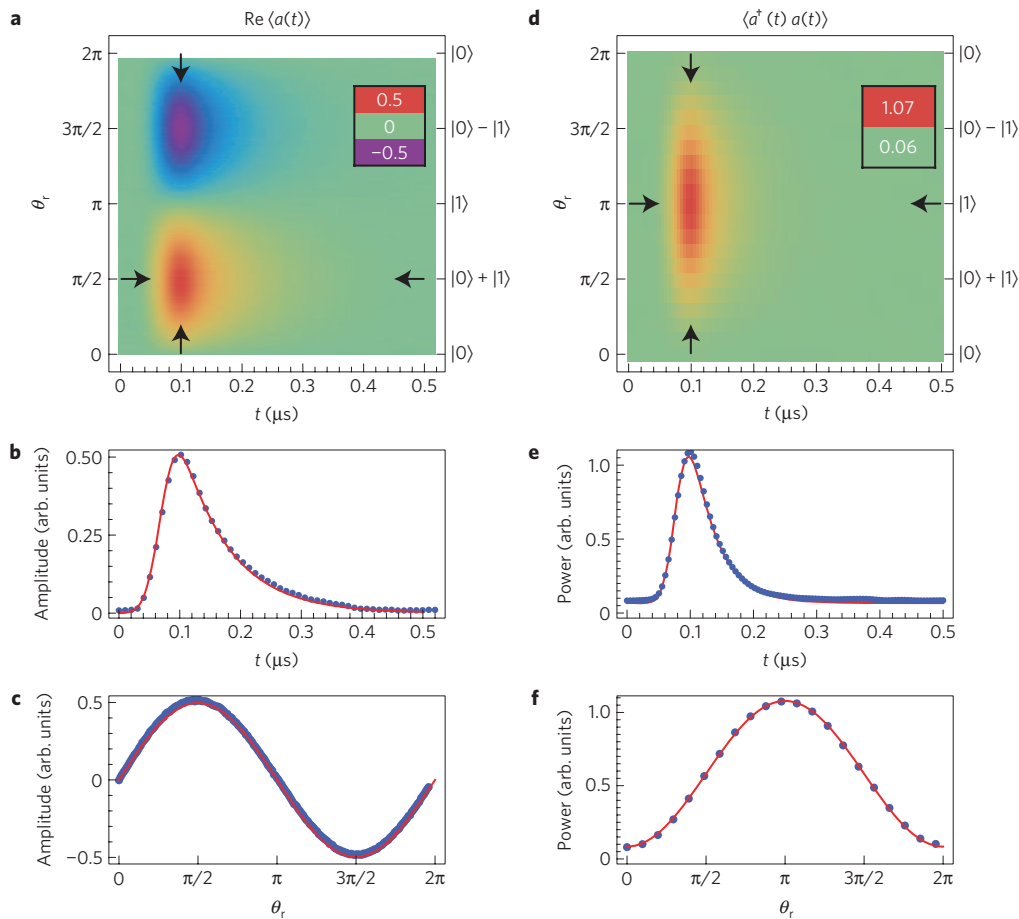 a
Re ⟨a(t)⟩
2π
3π/2
π
π/2
0
θr
|0⟩
|0⟩ − |1⟩
|1⟩
|0⟩ + |1⟩
|0⟩
0.5
0
−0.5
0 0.1 0.2 0.3 0.4 0.5
t (μs)
d
⟨a† (t) a(t)⟩
2π
3π/2
π
π/2
0
θr
|0⟩
|0⟩ − |1⟩
|1⟩
|0⟩ + |1⟩
|0⟩
1.07
0.06
0 0.1 0.2 0.3 0.4 0.5
t (μs)
b
Amplitude (arb. units)
0.50
0.25
0
0 0.1 0.2 0.3 0.4 0.5
t (μs)
e
Power (arb. units)
1.0
0.5
0
0 0.1 0.2 0.3 0.4 0.5
t (μs)
c
Amplitude (arb. units)
0.5
0
−0.5
0 π/2 π 3π/2 2π
θr
f
Power (arb. units)
1.0
0.5
0
0 π/2 π 3π/2 2π
θr